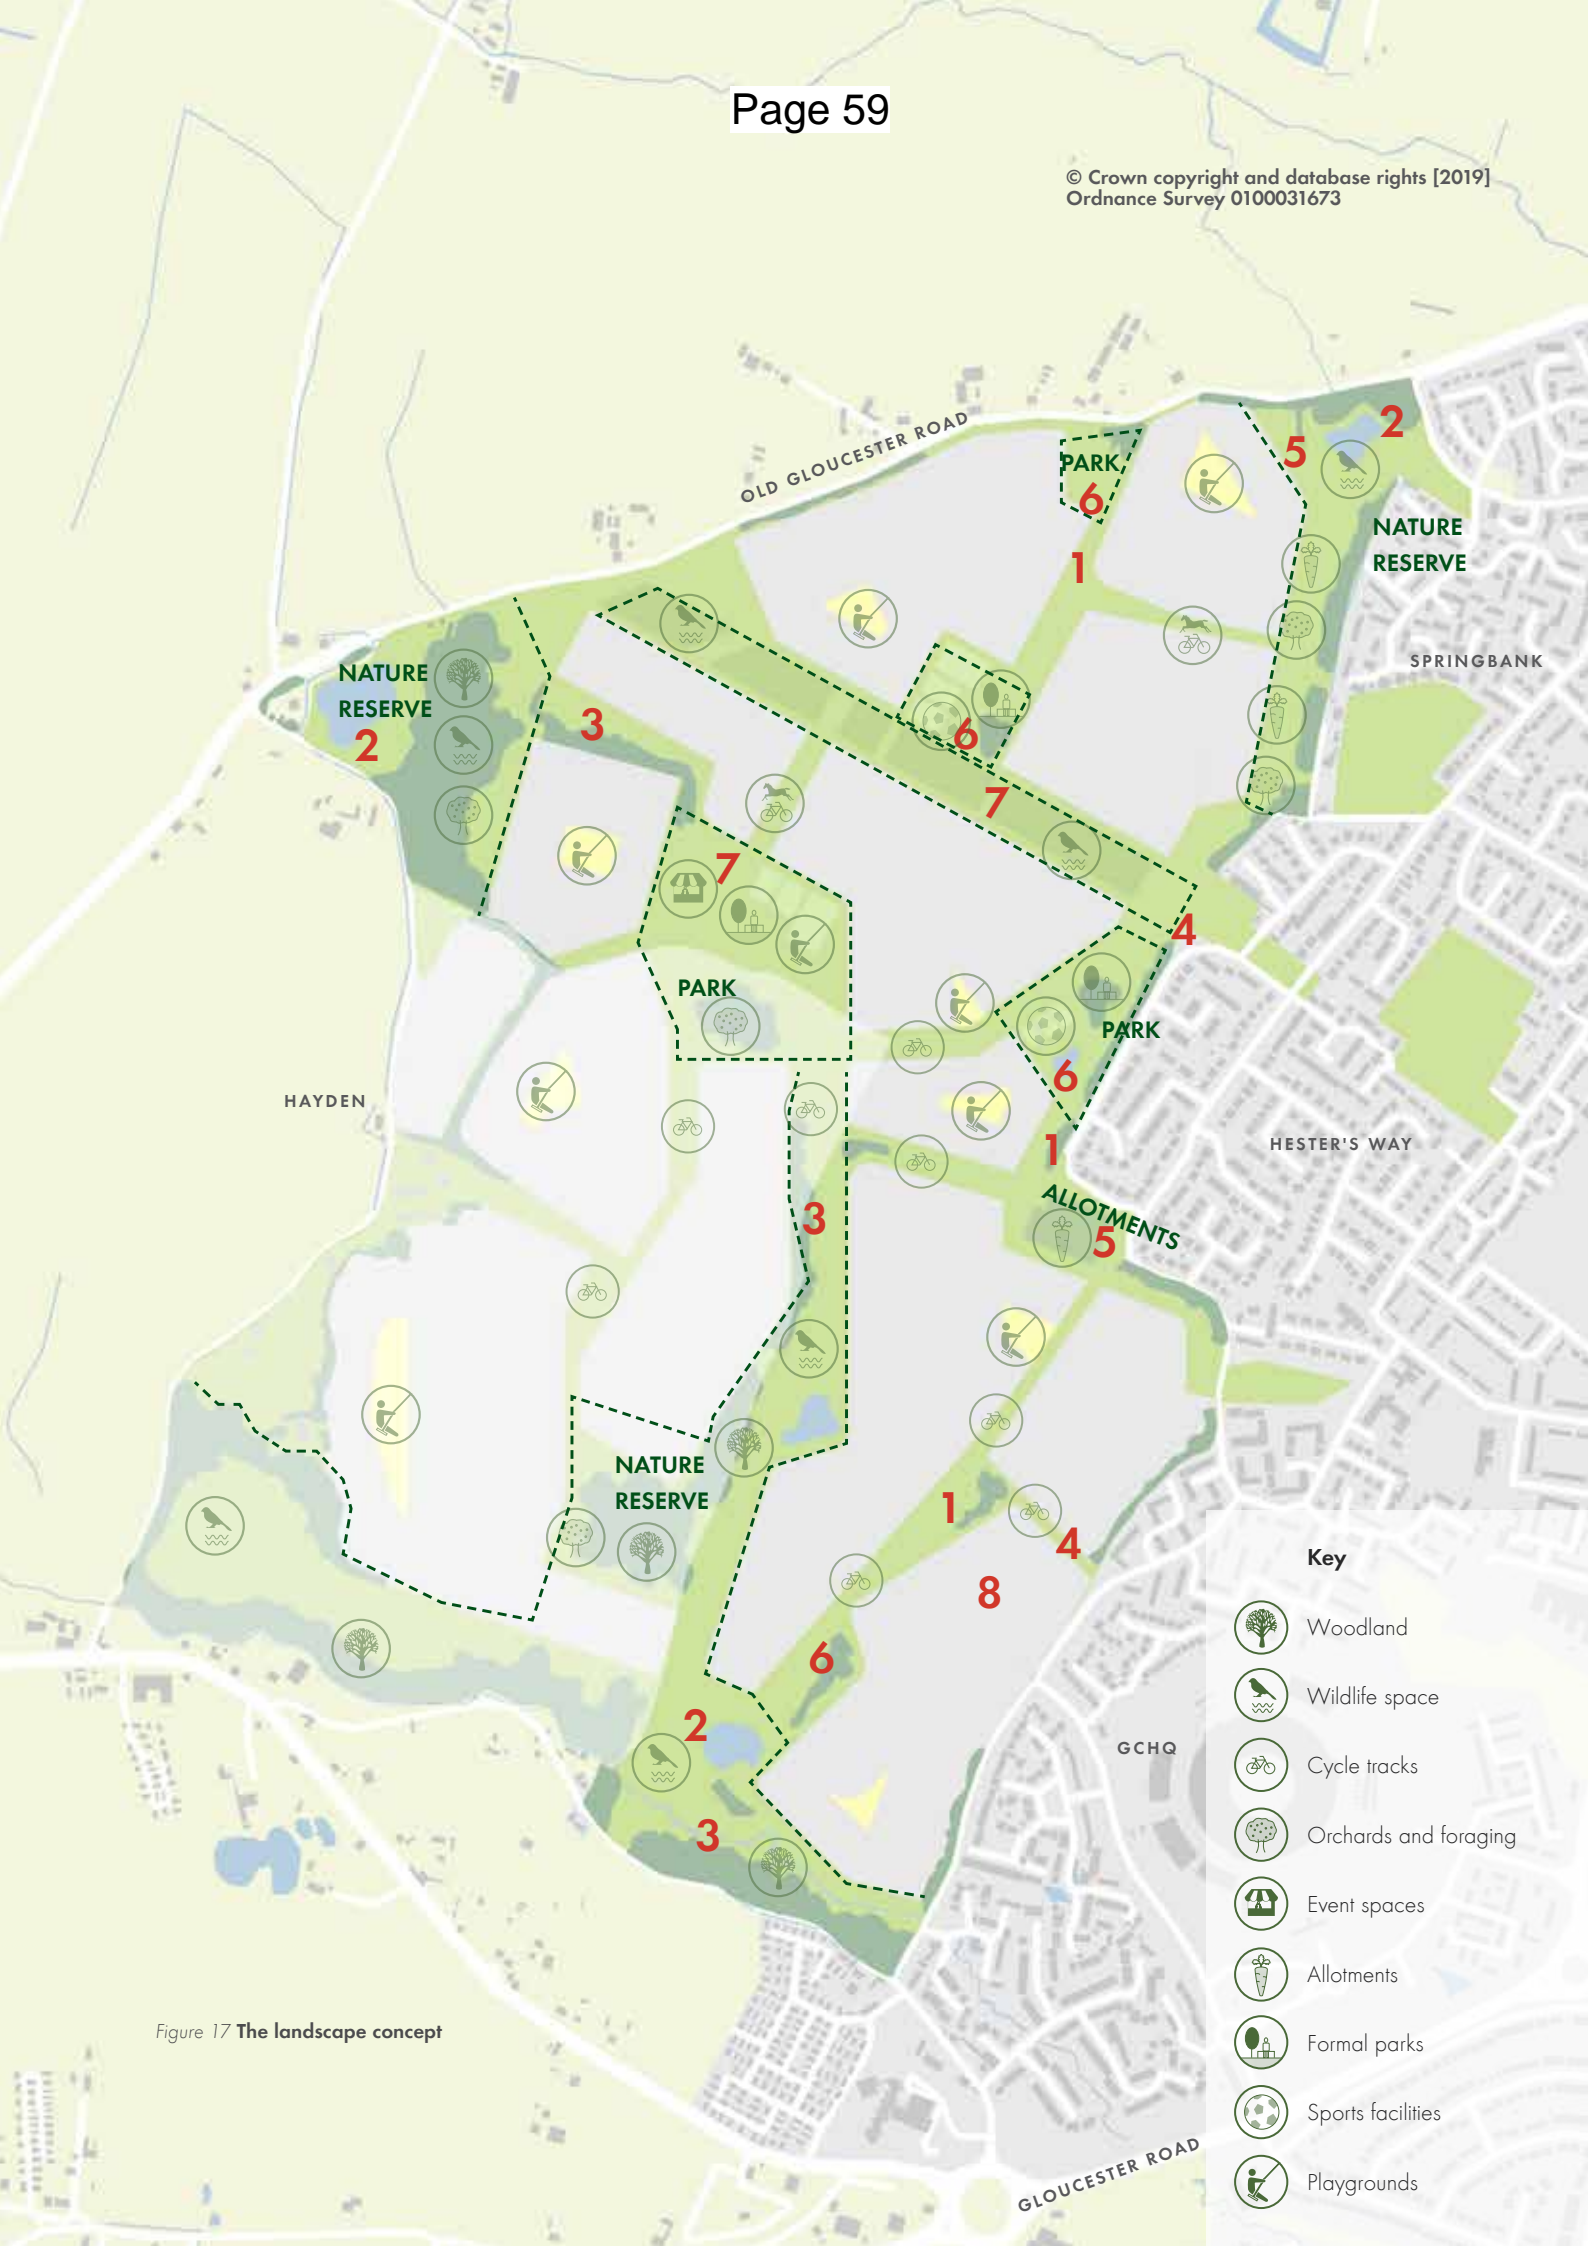 Page 59
© Crown copyright and database rights [2019]
Ordnance Survey 0100031673
OLD GLOUCESTER ROAD
PARK
6
5
2
1
NATURE
RESERVE
SPRINGBANK
NATURE
RESERVE
2
3
6
7
7
4
PARK
PARK
6
HAYDEN
1
HESTER'S WAY
ALLOTMENTS
5
3
NATURE
RESERVE
1
4
8
6
2
GCHQ
3
Key
Woodland
Wildlife space
Cycle tracks
Orchards and foraging
Event spaces
Allotments
Formal parks
Sports facilities
Playgrounds
Figure 17 The landscape concept
GLOUCESTER ROAD